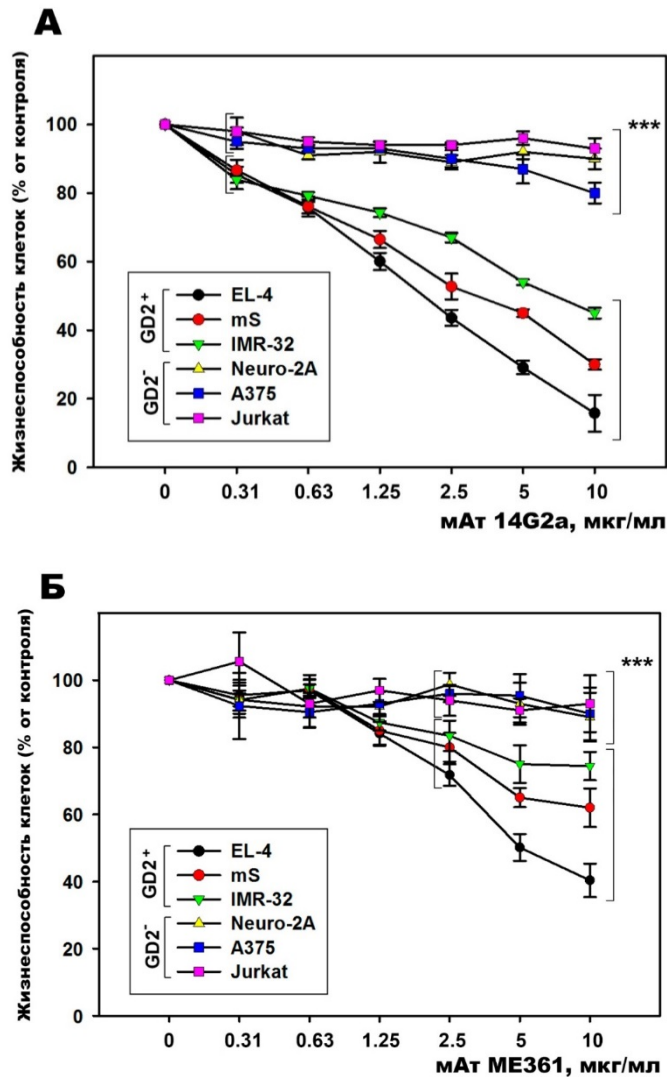 А
Жизнеспособность клеток (% от контроля)
100
80
60
40
20
0
***
GD2+
GD2-
EL-4
mS
IMR-32
Neuro-2A
A375
Jurkat
0 0.31 0.63 1.25 2.5 5 10
мАт 14G2a, мкг/мл
Б
Жизнеспособность клеток (% от контроля)
100
80
60
40
20
0
***
GD2+
GD2-
EL-4
mS
IMR-32
Neuro-2A
A375
Jurkat
0 0.31 0.63 1.25 2.5 5 10
мАт ME361, мкг/мл